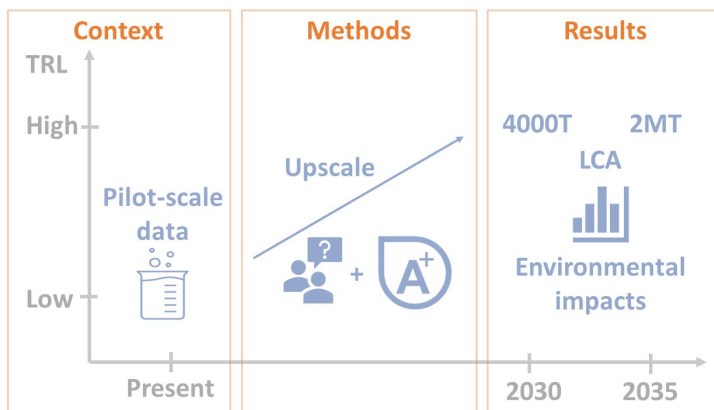 Context
Methods
Results
TRL
High
4000T
2MT
Upscale
LCA
Pilot-scale
data
?
+
A+
Environmental
impacts
Low
Present
2030
2035